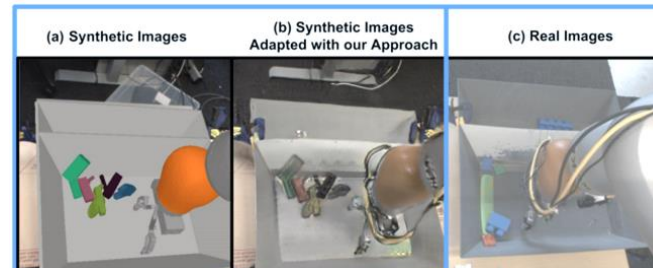 (a) Synthetic Images
(b) Synthetic Images
Adapted with our Approach
(c) Real Images